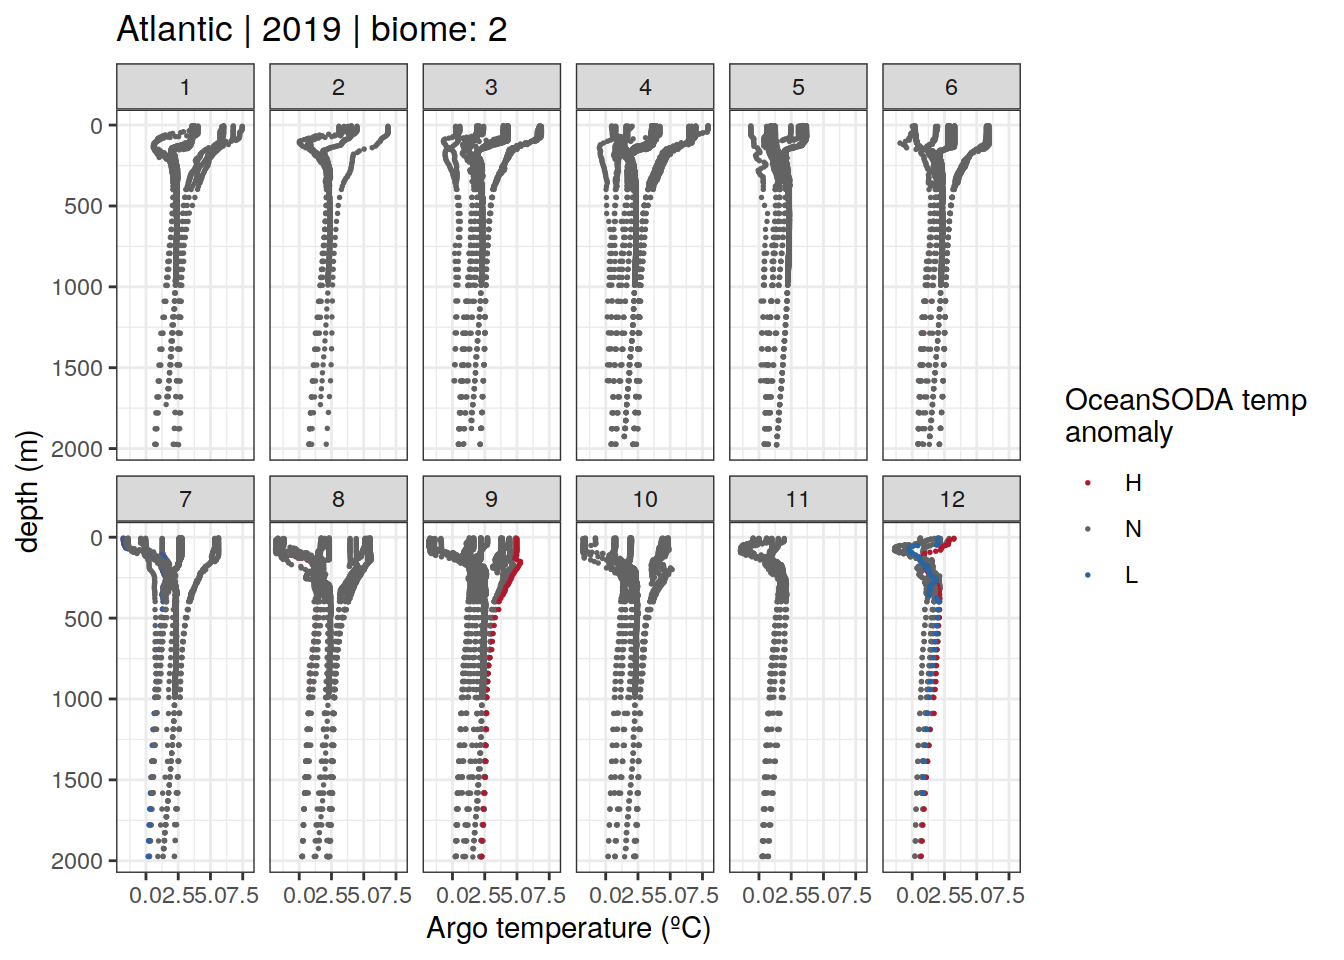 Atlantic | 2019 | biome: 2
1 2 3 4 5 6
0
500
1000
1500
2000
7 8 9 10 11 12
0
500
1000
1500
2000
0.02.55.07.5 0.02.55.07.5 0.02.55.07.5 0.02.55.07.5 0.02.55.07.5 0.02.55.07.5
Argo temperature (ºC)
depth (m)
OceanSODA temp
anomaly
H
N
L